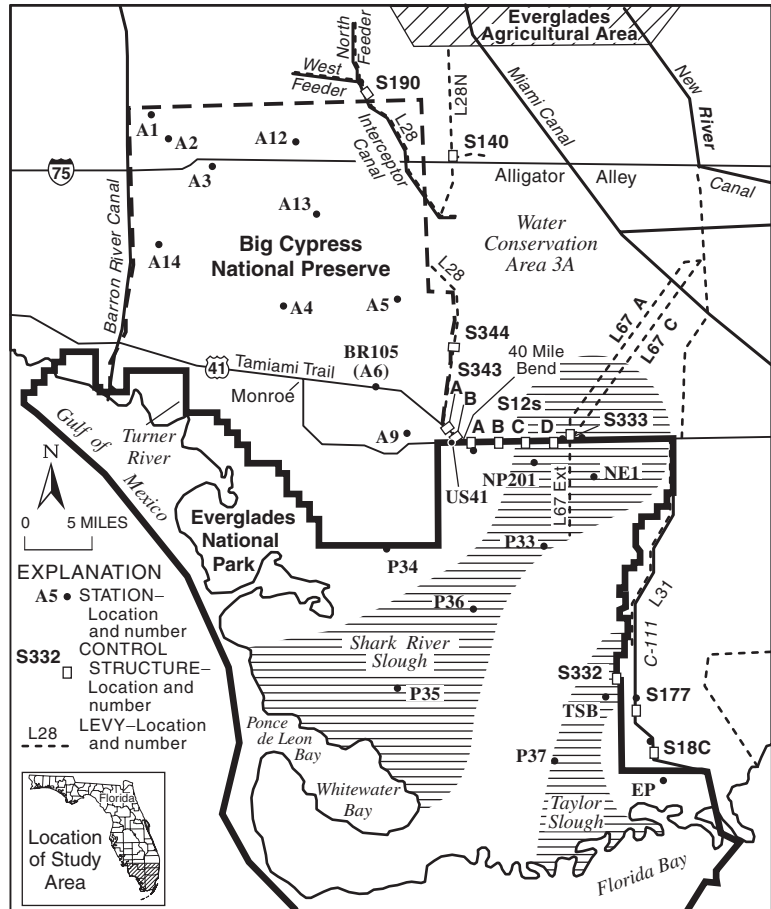 Everglades
Agricultural Area
North
Feeder
West
Feeder
S190
L28N
Miami Canal
New
River
Canal
A1
A2
A12
L28
Interceptor
Canal
S140
75
A3
Alligator Alley
A13
Barron River Canal
Big Cypress
National Preserve
Water
Conservation
Area 3A
A14
L28
A4
A5
L67 A
L67 C
S344
41
Tamiami Trail
BR105
(A6)
S343
A
B
40 Mile
Bend
Monroe
S12s
A B C D
S333
Gulf of
Mexico
Turner
River
A9
US41
NP201
L67 Ext
NE1
N
0 5 MILES
Everglades
National
Park
P34
P33
EXPLANATION
A5 STATION–
Location
and number
S332 CONTROL
STRUCTURE–
Location and
number
L28 LEVY–Location
and number
P36
Shark River
Slough
C-111
L31
S332
P35
TSB
S177
Ponce
de Leon
Bay
S18C
P37
Whitewater
Bay
EP
Taylor
Slough
Florida Bay
Florida
Location
of Study
Area